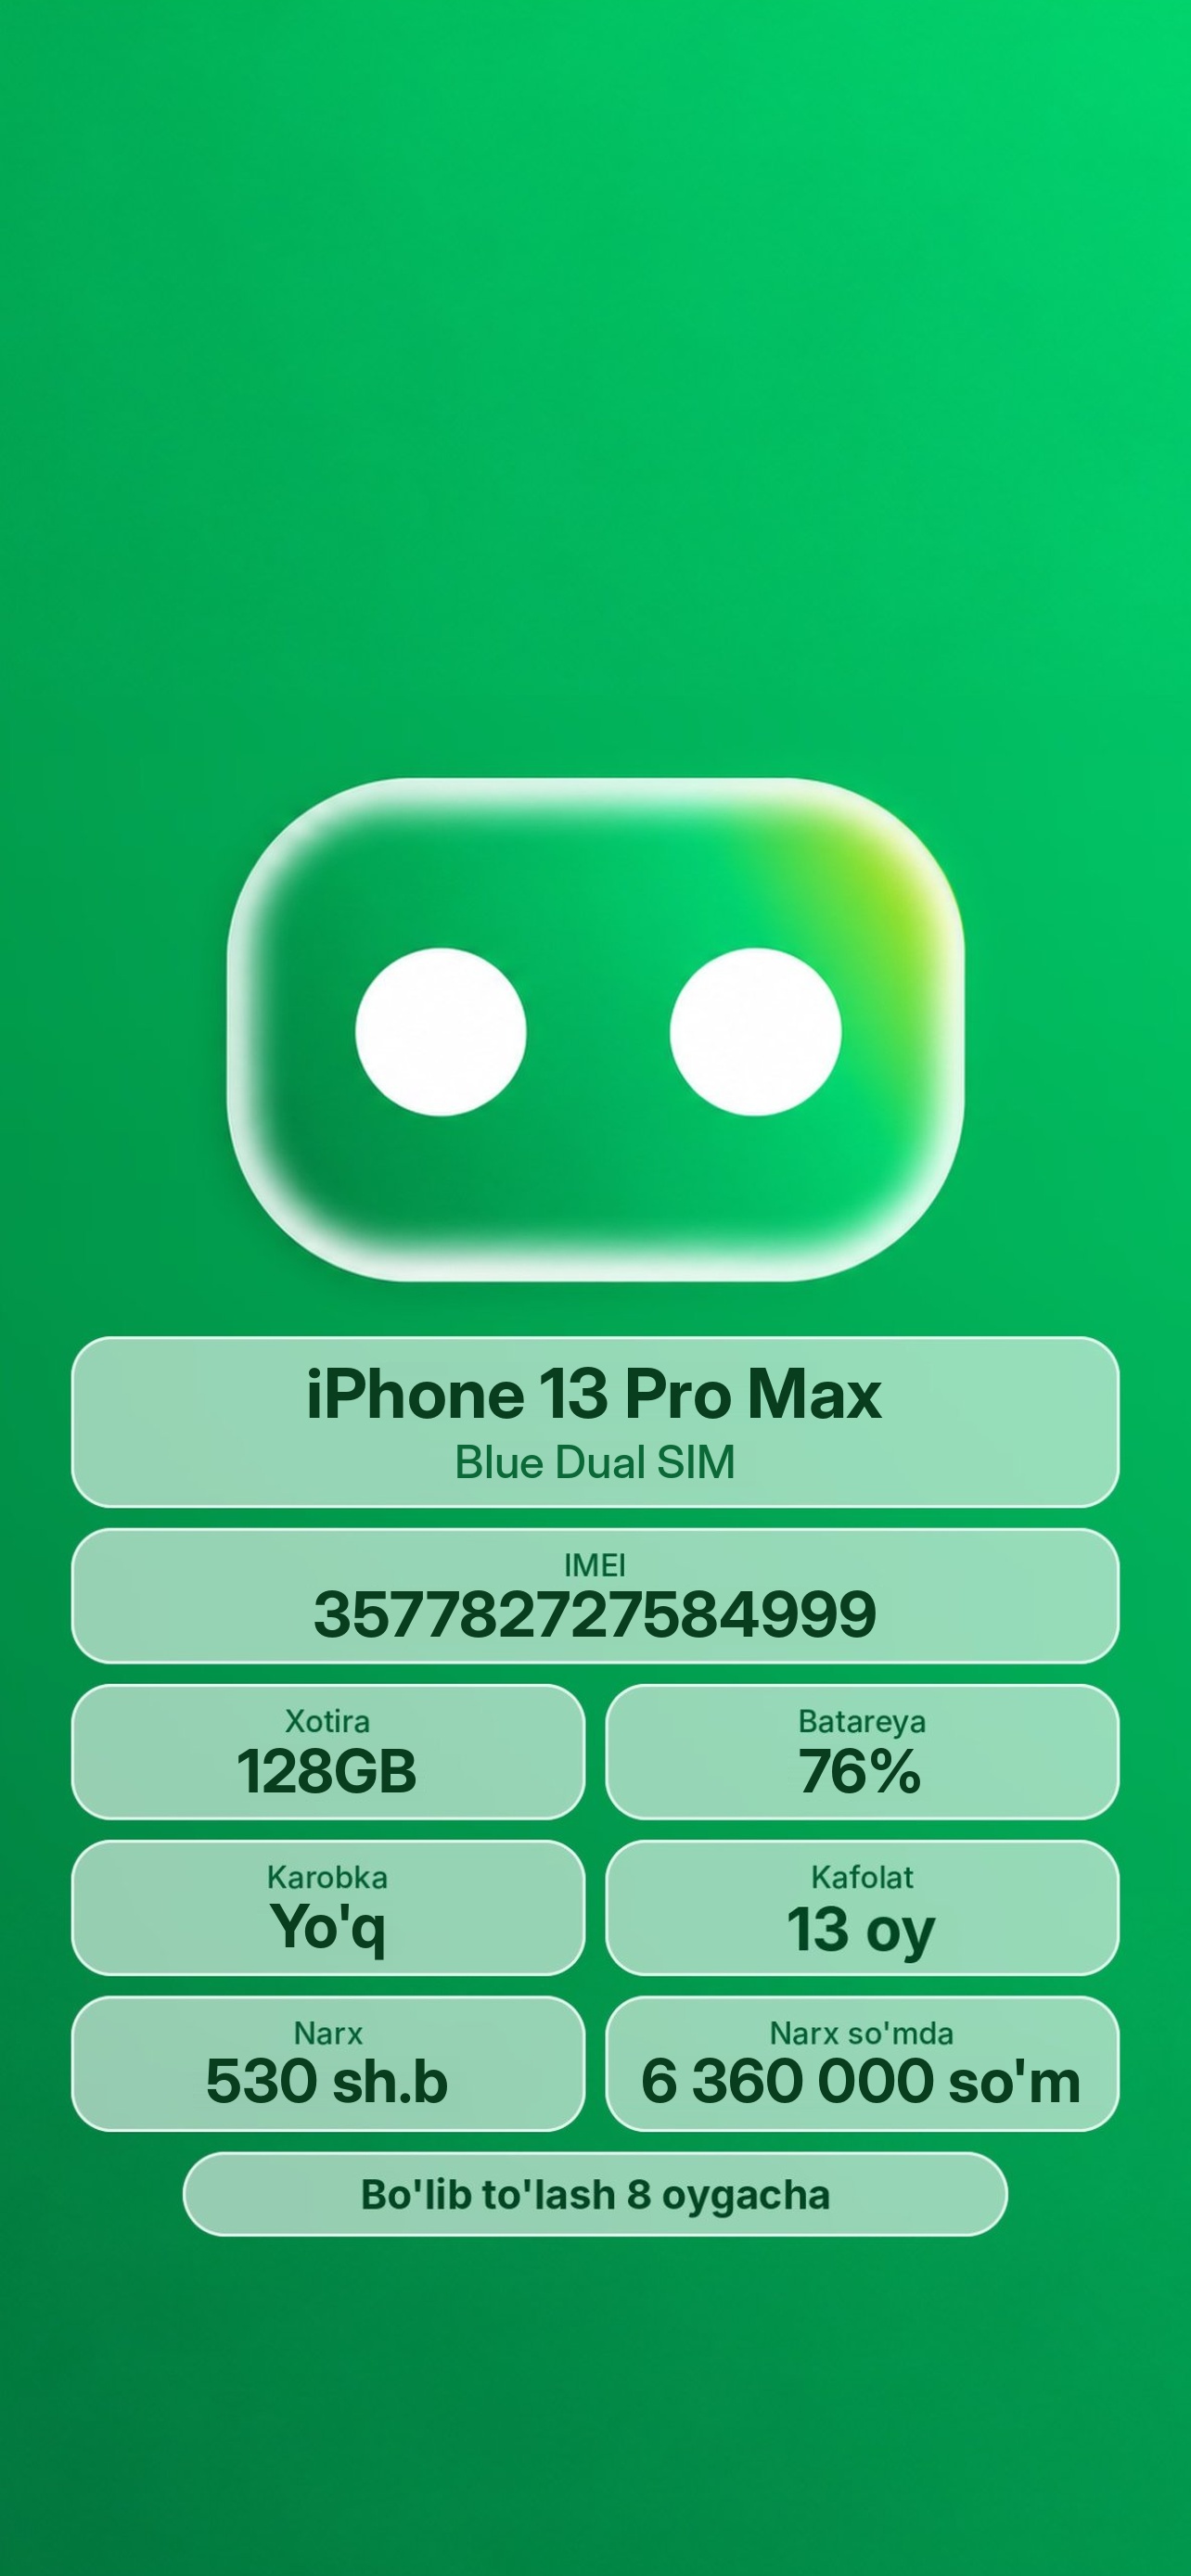 iPhone 13 Pro Max
Blue Dual SIM
IMEI
357782727584999
Xotira
128GB
Batareya
76%
Karobka
Yo'q
Kafolat
13 oy
Narx
530 sh.b
Narx so'mda
6 360 000 so'm
Bo'lib to'lash 8 oygacha